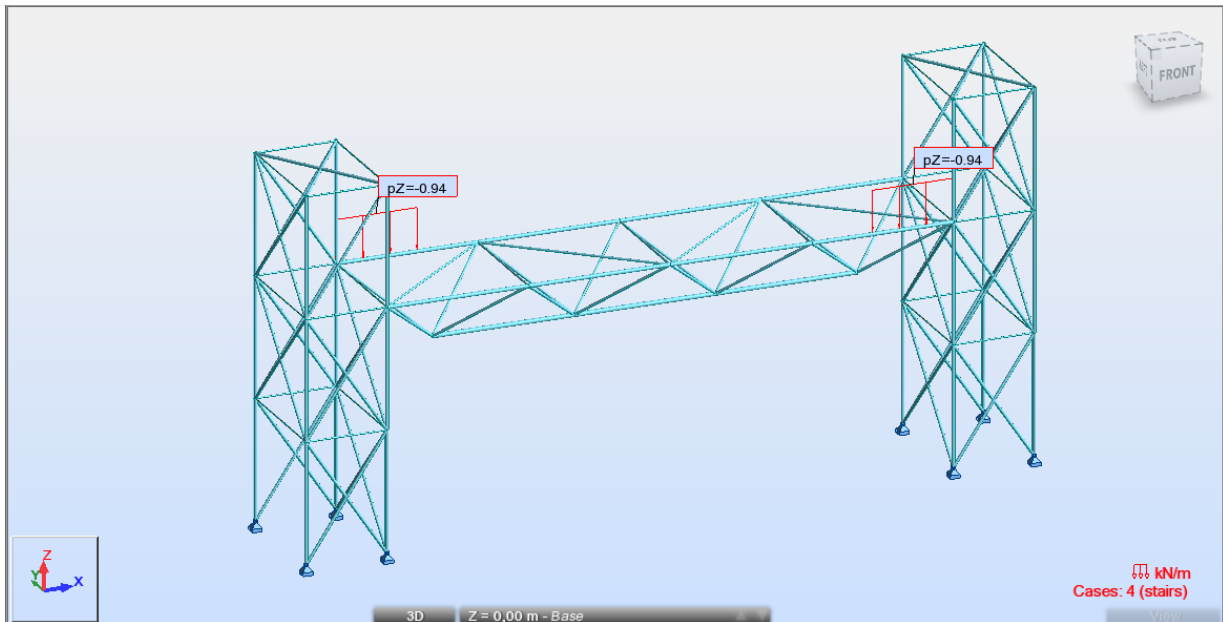 FRONT
pZ=-0.94
pZ=-0.94
Z
Y
X
kN/m
Cases: 4 (stairs)
3D
Z = 0,00 m - Base
View